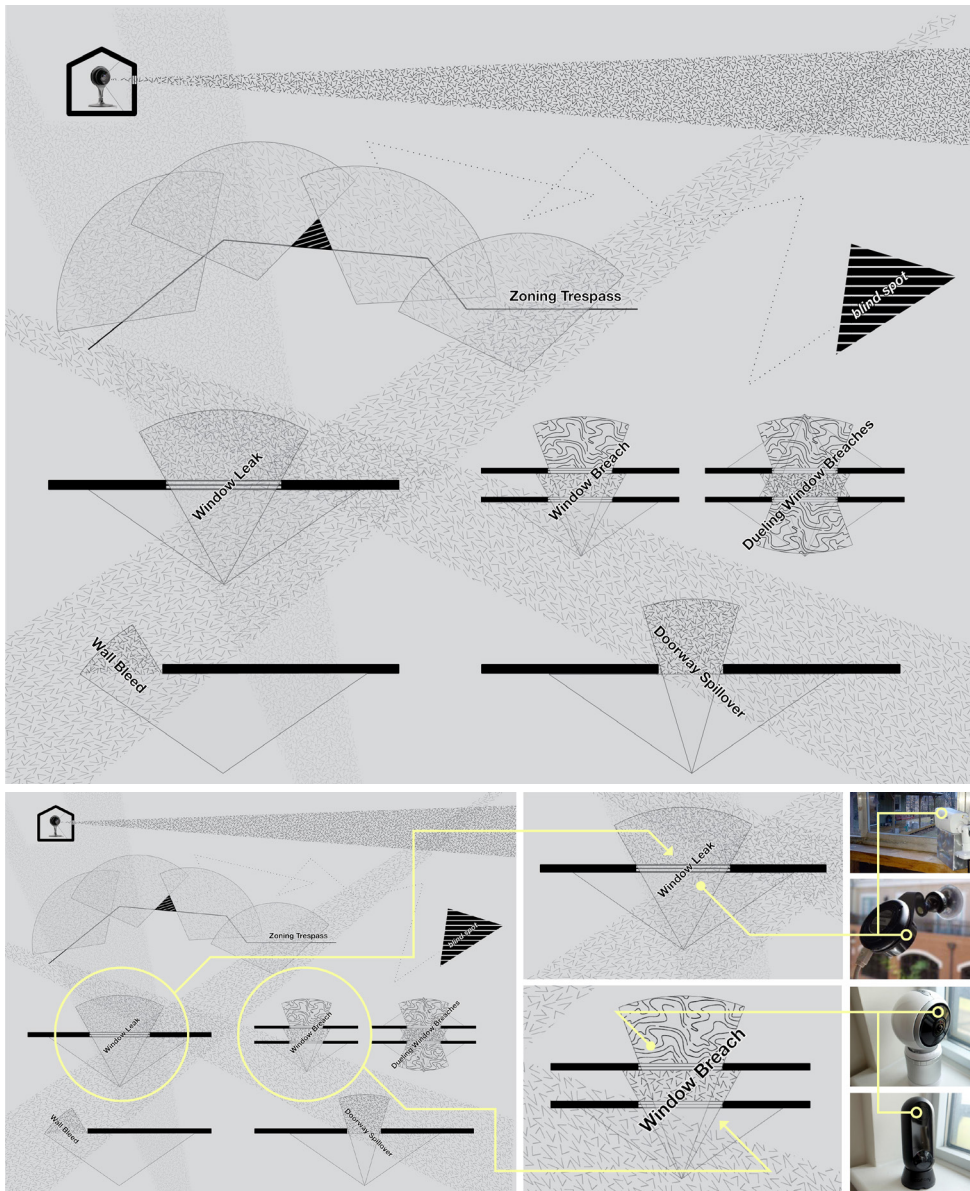 Zoning Trespass
blind spot
Window Leak
Window Breach
Dueling Window Breaches
Wall Bleed
Doorway Spillover
Zoning Trespass
blind spot
Window Leak
Window Breach
Dueling Window Breaches
Wall Bleed
Doorway Spillover
Window Leak
Window Breach